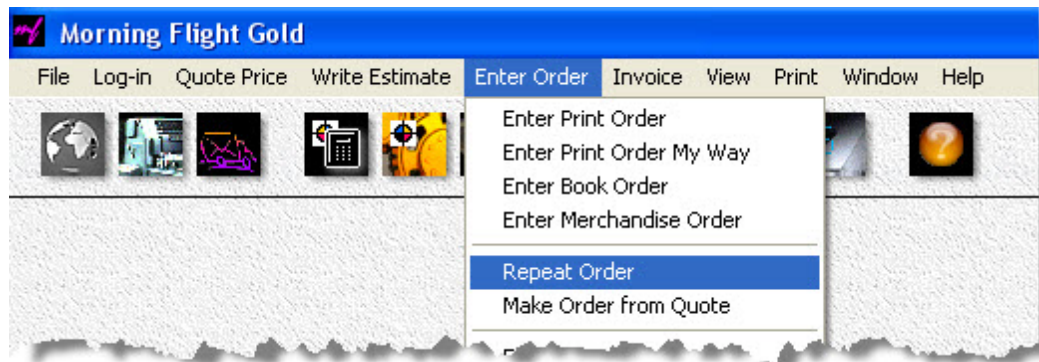 Morning Flight Gold
File Log-in Quote Price Write Estimate Enter Order Invoice View Print Window Help
Enter Print Order
Enter Print Order My Way
Enter Book Order
Enter Merchandise Order
Repeat Order
Make Order from Quote